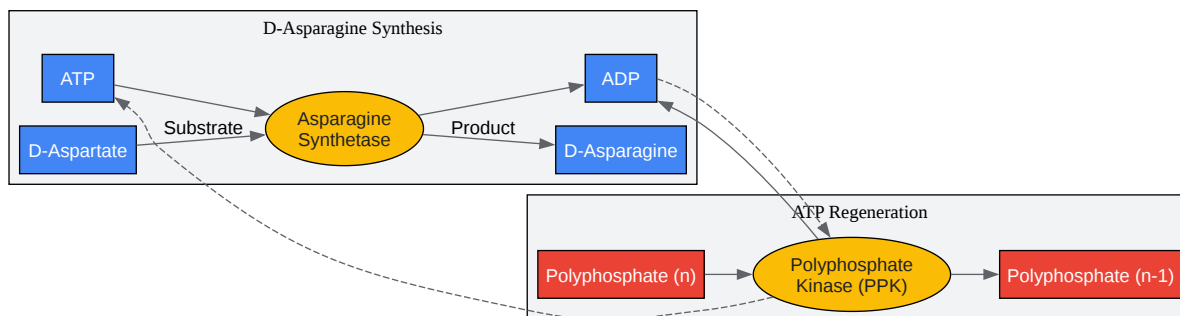 D-Asparagine Synthesis
ATP
ADP
Substrate
Asparagine
Synthetase
Product
D-Aspartate
D-Asparagine
ATP Regeneration
Polyphosphate (n)
Polyphosphate
Kinase (PPK)
Polyphosphate (n-1)